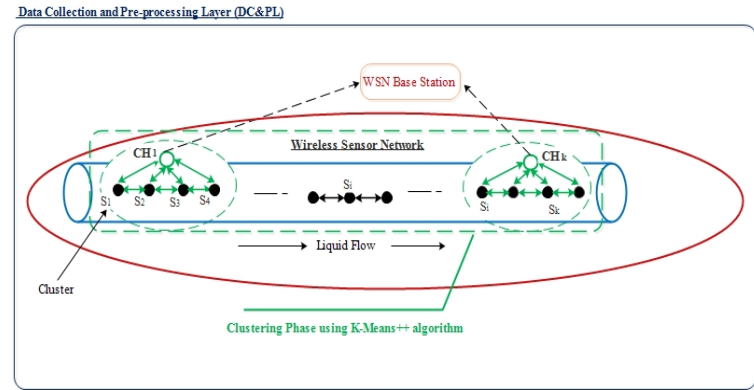 Data Collection and Pre-processing Layer (DC&PL)
WSN Base Station
Wireless Sensor Network
CH1
CHk
S1 S2 S3 S4
Si
Si Sk
Liquid Flow
Cluster
Clustering Phase using K-Means++ algorithm